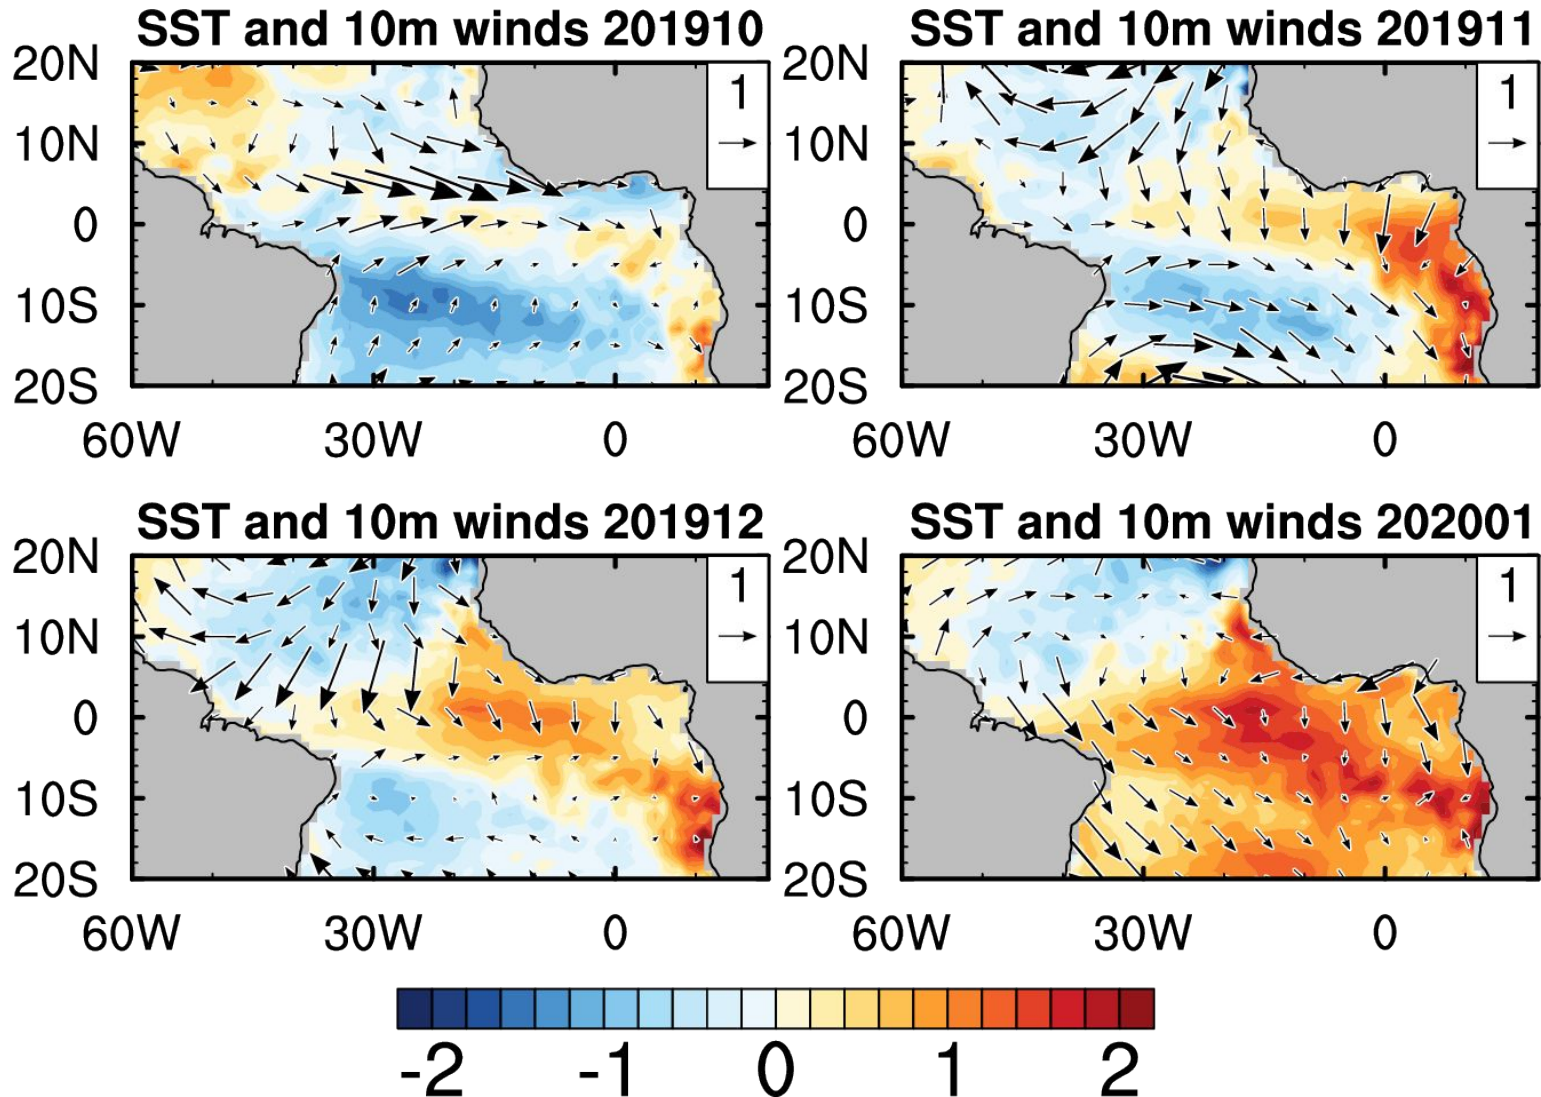 SST and 10m winds 201910
SST and 10m winds 201911
20N
10N
0
10S
20S
1
60W
30W
0
20N
10N
0
10S
20S
1
60W
30W
0
SST and 10m winds 201912
SST and 10m winds 202001
20N
10N
0
10S
20S
1
60W
30W
0
20N
10N
0
10S
20S
1
60W
30W
0
-2 -1 0 1 2